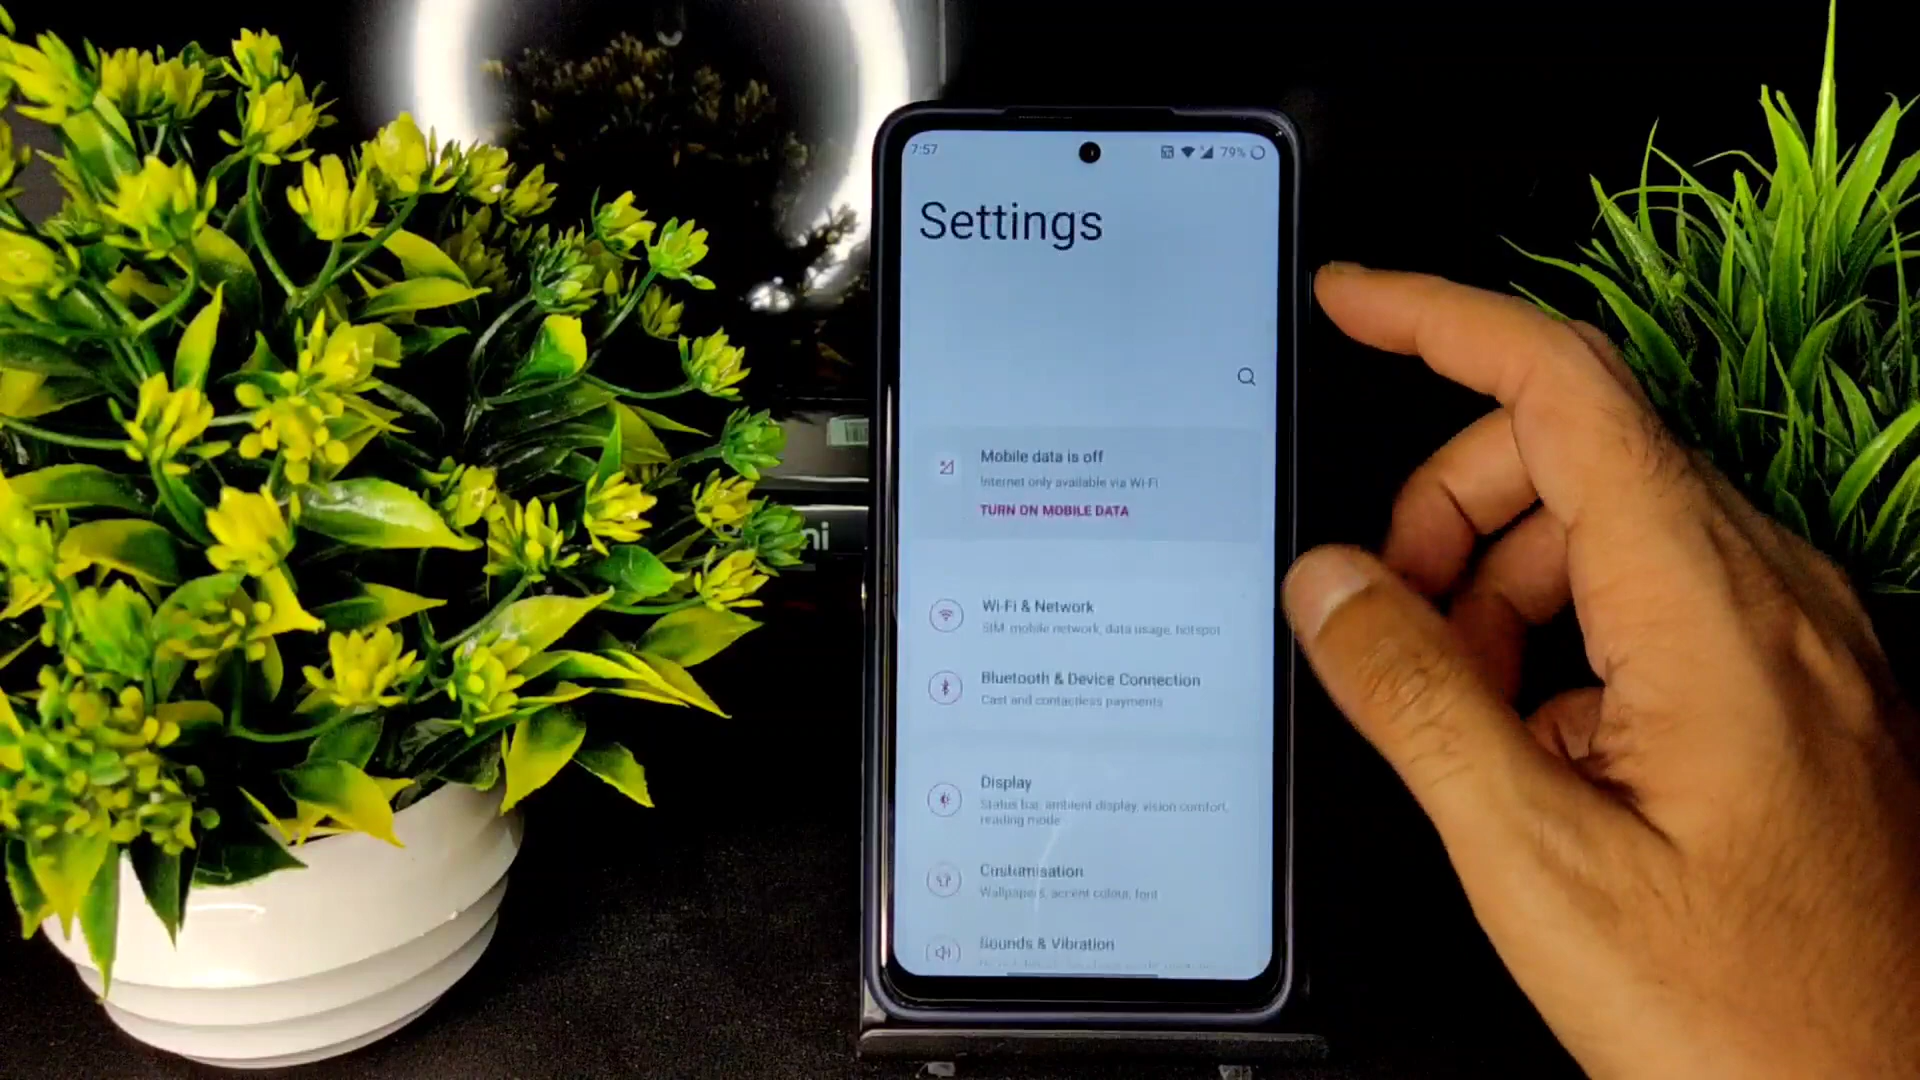 7:57
79%
Settings
Mobile data is off
Internet only available via Wi-Fi
TURN ON MOBILE DATA
Wi-Fi & Network
SIM, mobile network, data usage, hotspot
Bluetooth & Device Connection
Cast and contactless payments
Display
Status bar, ambient display, vision comfort,
reading mode
Customisation
Wallpapers, accent colour, font
Sounds & Vibration